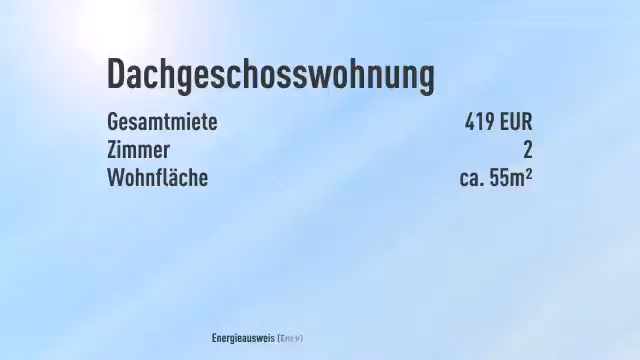 Dachgeschosswohnung
Gesamtmiete 419 EUR
Zimmer 2
Wohnfläche ca. 55m²
Energieausweis